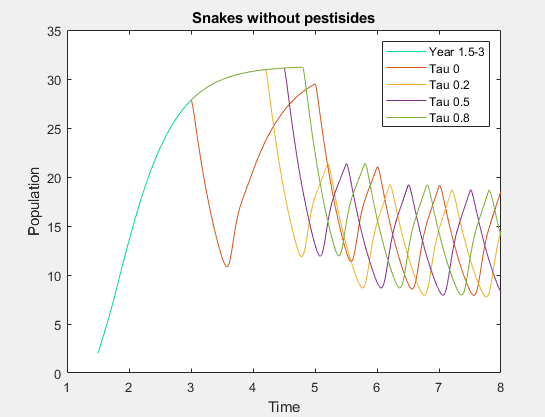 Snakes without pestisides
Population
35
30
25
20
15
10
5
0
Year 1.5-3
Tau 0
Tau 0.2
Tau 0.5
Tau 0.8
1 2 3 4 5 6 7 8
Time